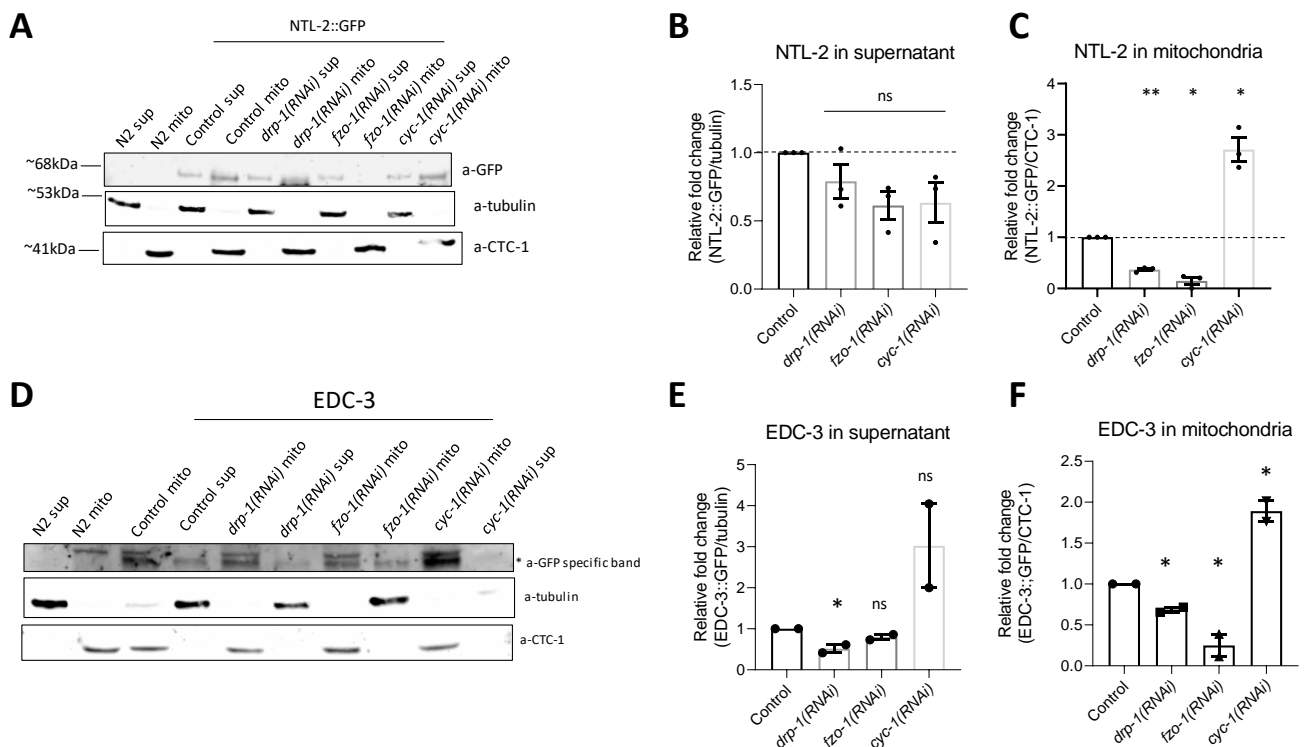 A
NTL-2::GFP
N2 sup
N2 mito
Control sup
Control mito
drp-1(RNAi) sup
drp-1(RNAi) mito
fzo-1(RNAi) sup
fzo-1(RNAi) mito
cyc-1(RNAi) sup
cyc-1(RNAi) mito
~68kDa
a-GFP
~53kDa
a-tubulin
~41kDa
a-CTC-1
B
NTL-2 in supernatant
Relative fold change
(NTL-2::GFP/tubulin)
1.5
1.0
0.5
0.0
ns
Control
drp-1(RNAi)
fzo-1(RNAi)
cyc-1(RNAi)
C
NTL-2 in mitochondria
Relative fold change
(NTL-2::GFP/CTC-1)
4
3
2
1
0
** * *
Control
drp-1(RNAi)
fzo-1(RNAi)
cyc-1(RNAi)
D
EDC-3
N2 sup
N2 mito
Control mito
Control sup
drp-1(RNAi) mito
drp-1(RNAi) sup
fzo-1(RNAi) mito
fzo-1(RNAi) mito
cyc-1(RNAi) mito
cyc-1(RNAi) sup
* a-GFP specific band
a-tubulin
a-CTC-1
E
EDC-3 in supernatant
Relative fold change
(EDC-3::GFP/tubulin)
5
4
3
2
1
0
* ns ns
Control
drp-1(RNAi)
fzo-1(RNAi)
cyc-1(RNAi)
F
EDC-3 in mitochondria
Relative fold change
(EDC-3:;GFP/CTC-1)
2.5
2.0
1.5
1.0
0.5
0.0
* * *
Control
drp-1(RNAi)
fzo-1(RNAi)
cyc-1(RNAi)